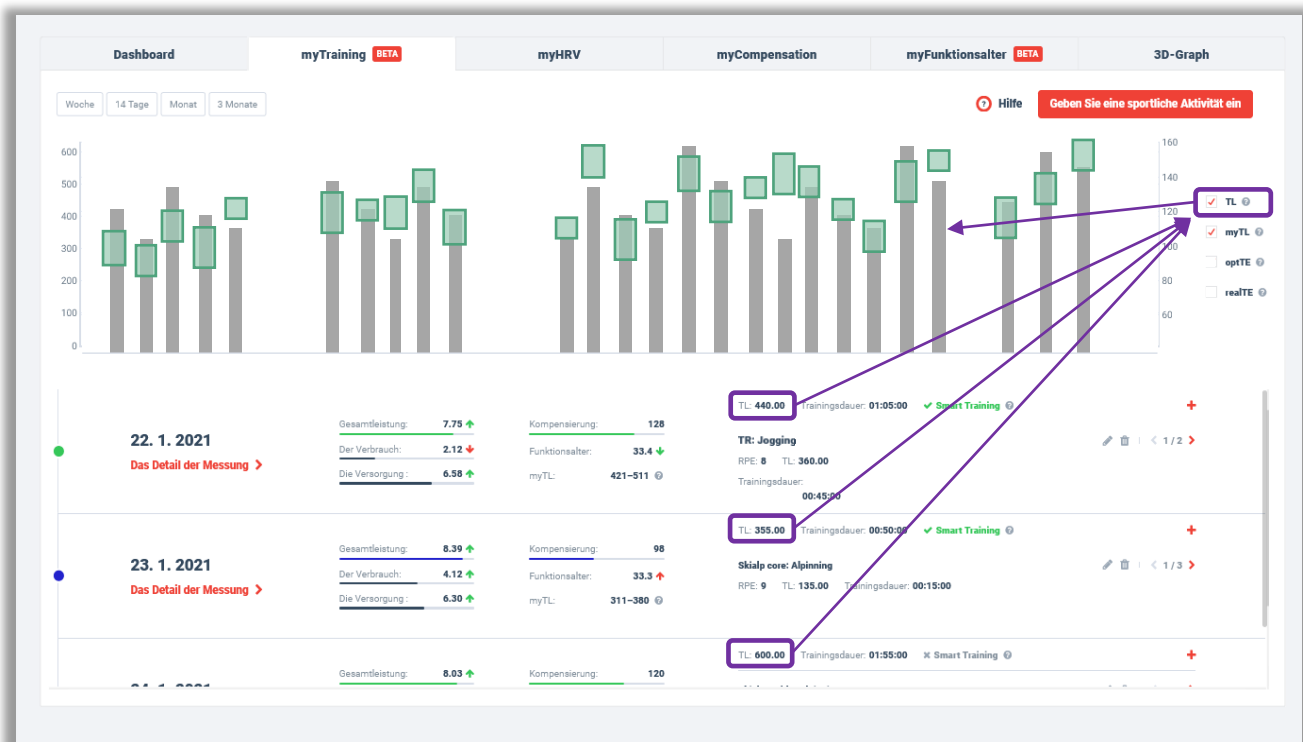 Dashboard
myTraining BETA
myHRV
myCompensation
myFunktionsalter BETA
3D-Graph
Woche 14 Tage Monat 3 Monate
? Hilfe Geben Sie eine sportliche Aktivität ein
600
500
400
300
200
100
0
160
140
120
100
80
60
TL ?
myTL ?
optTE ?
realTE ?
22. 1. 2021
Das Detail der Messung >
Gesamtleistung: 7.75
Der Verbrauch: 2.12
Die Versorgung : 6.58
Kompensierung: 128
Funktionsalter: 33.4
myTL: 421–511 ?
TL: 440.00 Trainingsdauer: 01:05:00 Smart Training ? +
TR: Jogging < 1 / 2 >
RPE: 8 TL: 360.00
Trainingsdauer:
00:45:00
23. 1. 2021
Das Detail der Messung >
Gesamtleistung: 8.39
Der Verbrauch: 4.12
Die Versorgung : 6.30
Kompensierung: 98
Funktionsalter: 33.3
myTL: 311–380 ?
TL: 355.00 Trainingsdauer: 00:50:00 Smart Training ? +
Skialp core: Alpinning < 1 / 3 >
RPE: 9 TL: 135.00 Trainingsdauer: 00:15:00
Gesamtleistung: 8.03
Kompensierung: 120
TL: 600.00 Trainingsdauer: 01:55:00 Smart Training ? +